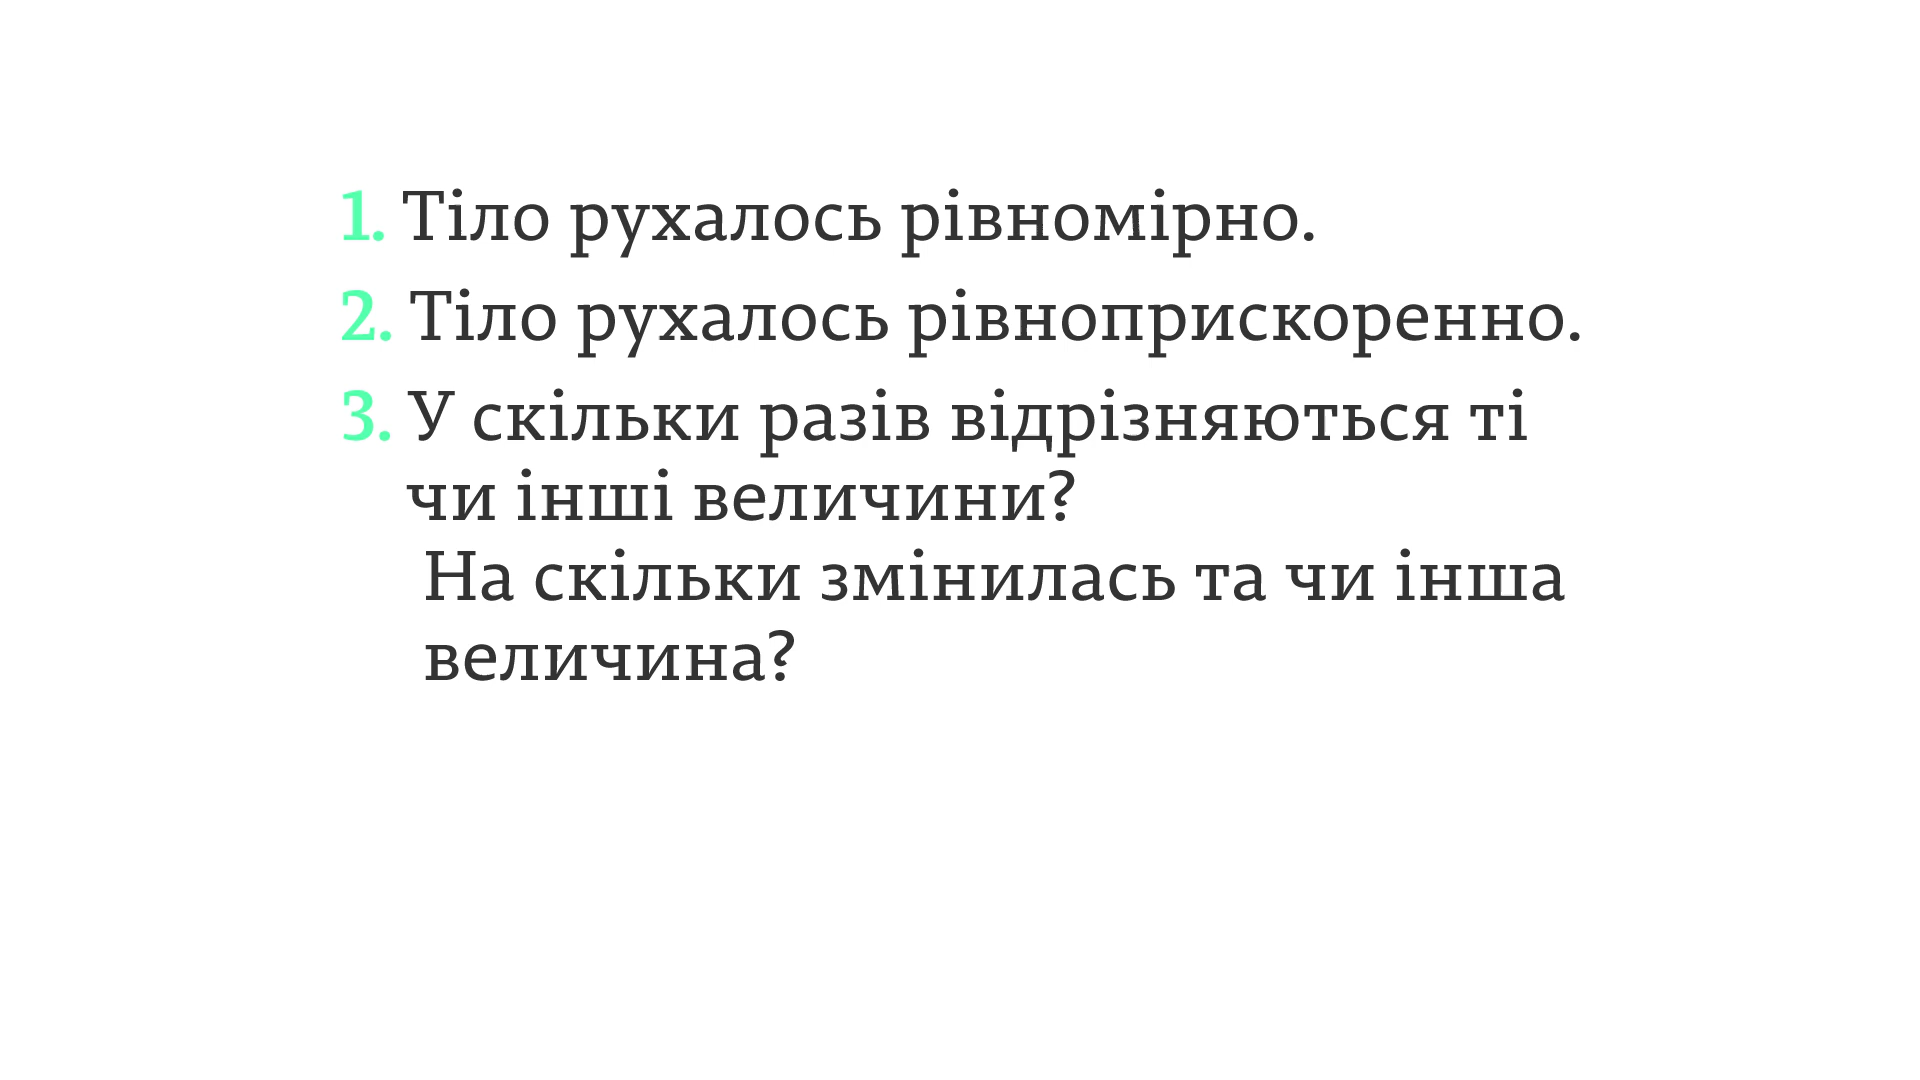 1. Тіло рухалось рівномірно.
2. Тіло рухалось рівноприскоренно.
3. У скільки разів відрізняються ті
чи інші величини?
На скільки змінилась та чи інша
величина?